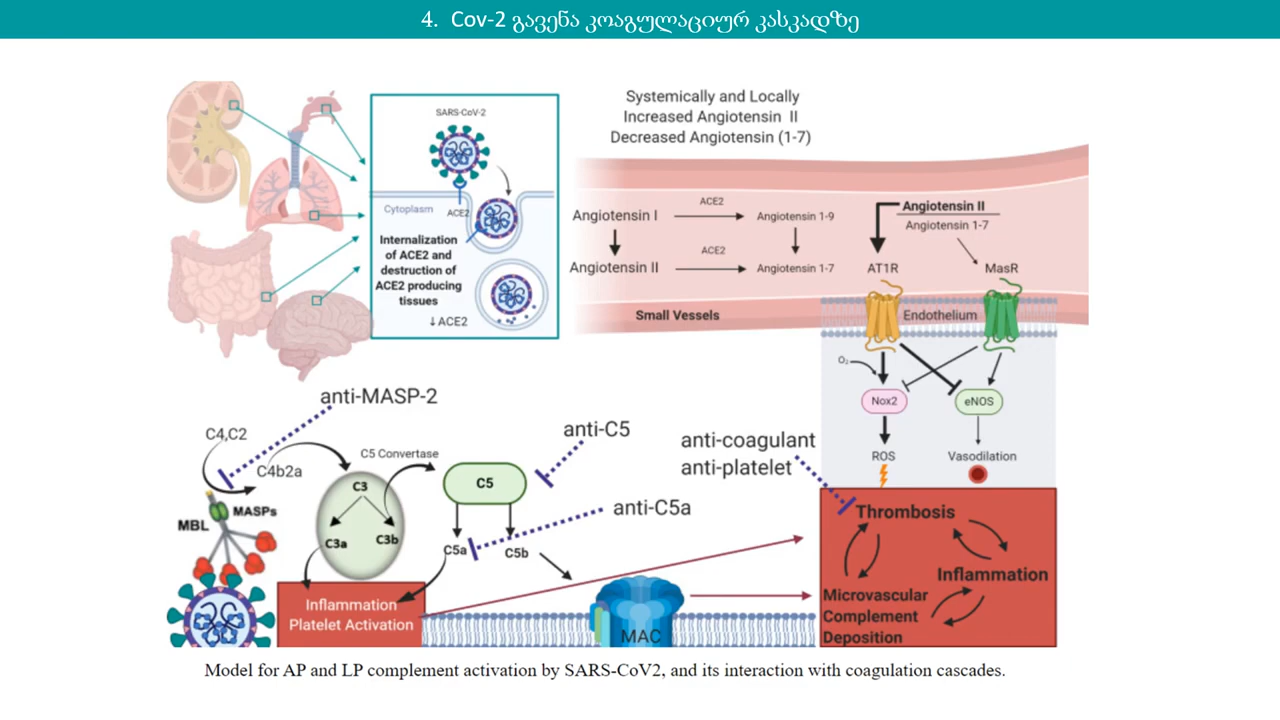 4. Cov-2 გავენა კოაგულაციურ კასკადზე
SARS-CoV-2
Cytoplasm
ACE2
Internalization
of ACE2 and
destruction of
ACE2 producing
tissues
↓ACE2
Systemically and Locally
Increased Angiotensin II
Decreased Angiotensin (1-7)
Angiotensin I
ACE2
Angiotensin 1-9
Angiotensin II
ACE2
Angiotensin 1-7
Small Vessels
Angiotensin II
Angiotensin 1-7
AT1R
MasR
Endothelium
O₂
Nox2
eNOS
ROS
Vasodilation
anti-MASP-2
C4,C2
C4b2a
MBL
MASPs
C5 Convertase
C3
C3a
C3b
C5
C5a
C5b
anti-C5
anti-C5a
anti-coagulant
anti-platelet
Inflammation
Platelet Activation
MAC
Thrombosis
Inflammation
Microvascular
Complement
Deposition
Model for AP and LP complement activation by SARS-CoV2, and its interaction with coagulation cascades.